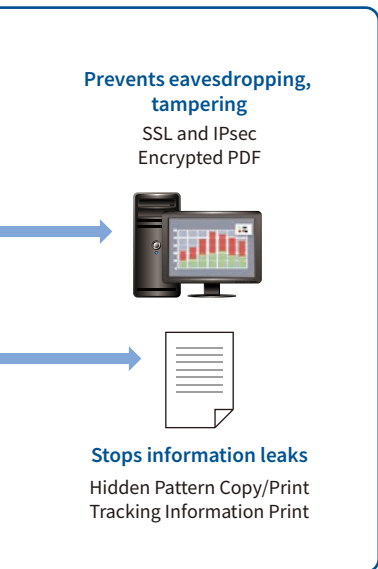 Prevents eavesdropping,
tampering
SSL and IPsec
Encrypted PDF
Stops information leaks
Hidden Pattern Copy/Print
Tracking Information Print